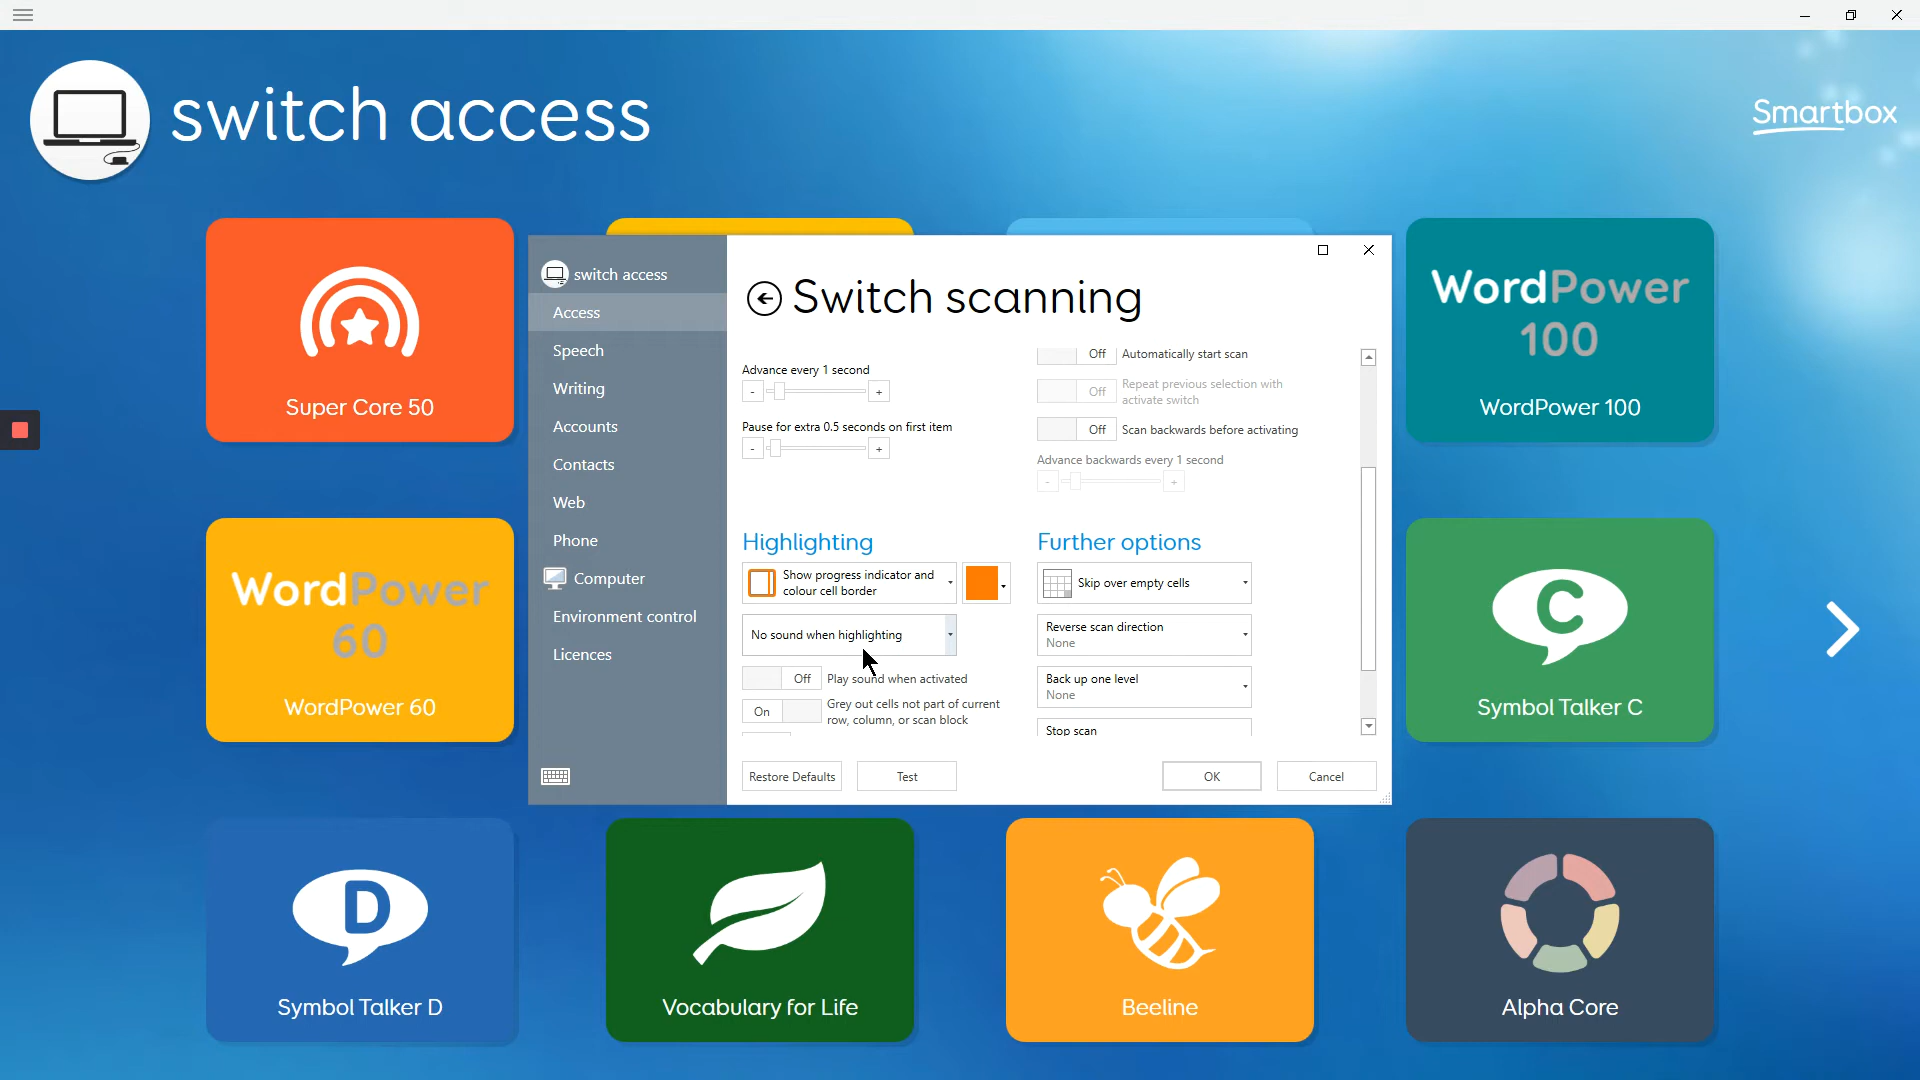 switch access
Smartbox
Super Core 50
WordPower
100
WordPower 100
WordPower
60
WordPower 60
C
Symbol Talker C
D
Symbol Talker D
Vocabulary for Life
Beeline
Alpha Core
switch access
Access
Speech
Writing
Accounts
Contacts
Web
Phone
Computer
Environment control
Licences
Switch scanning
Advance every 1 second
- +
Pause for extra 0.5 seconds on first item
- +
Off Automatically start scan
Off Repeat previous selection with
activate switch
Off Scan backwards before activating
Advance backwards every 1 second
- +
Highlighting
Show progress indicator and
colour cell border
No sound when highlighting
Off Play sound when activated
On Grey out cells not part of current
row, column, or scan block
Further options
Skip over empty cells
Reverse scan direction
None
Back up one level
None
Stop scan
Restore Defaults
Test
OK
Cancel